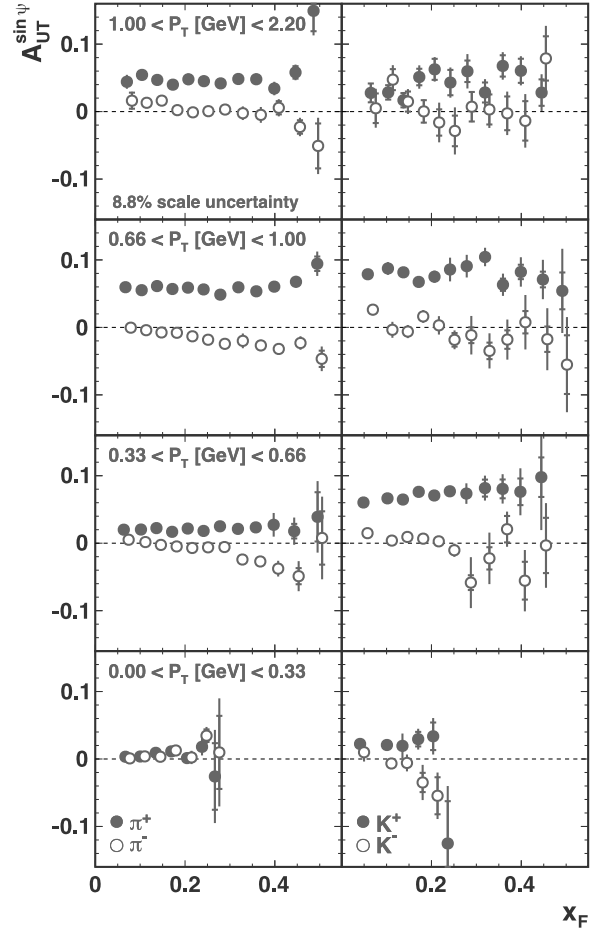 A_UT^sin ψ
1.00 < P_T [GeV] < 2.20
0.1
0
-0.1
8.8% scale uncertainty
0.66 < P_T [GeV] < 1.00
0.1
0
-0.1
0.33 < P_T [GeV] < 0.66
0.1
0
-0.1
0.00 < P_T [GeV] < 0.33
0.1
0
-0.1
π⁺
π⁻
K⁺
K⁻
0 0.2 0.4 0.2 0.4
x_F